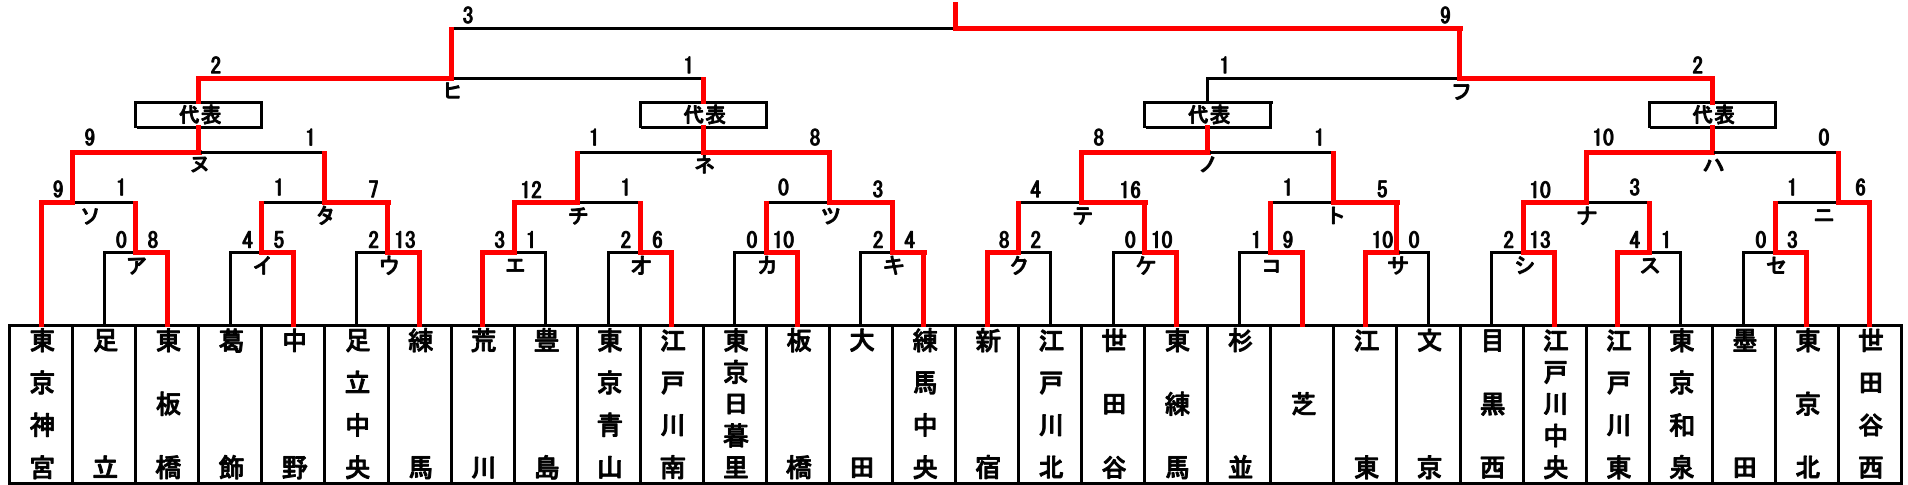 3 9
2 1 1 2
ヒ フ
代表 代表 代表 代表
9 1 1 8 8 1 10 0
ヌ ネ ノ ハ
9 1 1 7 12 1 0 3 4 16 1 5 10 3 1 6
ソ タ チ ツ テ ト ナ ニ
0 8 4 5 2 13 3 1 2 6 0 10 2 4 8 2 0 10 1 9 10 0 2 13 4 1 0 3
ア イ ウ エ オ カ キ ク ケ コ サ シ ス セ
東京神宮
足立
東板橋
葛飾
中野
足立中央
練馬
荒川
豊島
東京青山
江戸川南
東京日暮里
板橋
大田
練馬中央
新宿
江戸川北
世田谷
東練馬
杉並
芝
江東
文京
目黒西
江戸川中央
江戸川東
東京和泉
墨田
東京北
世田谷西